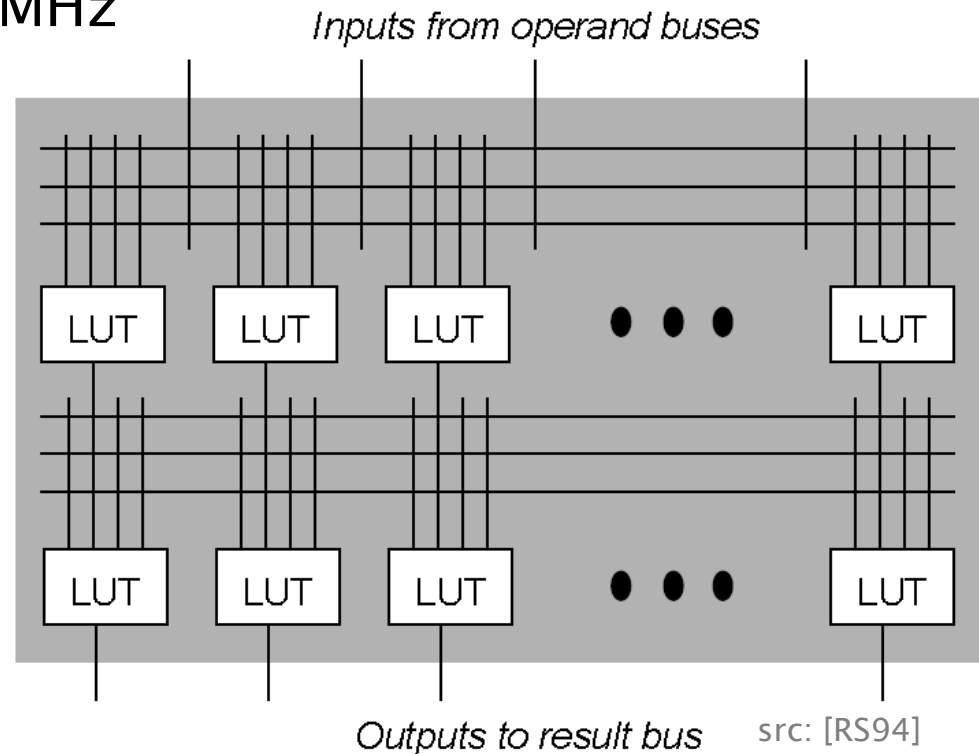 MHz
Inputs from operand buses
LUT LUT LUT LUT
LUT LUT LUT LUT
Outputs to result bus src: [RS94]